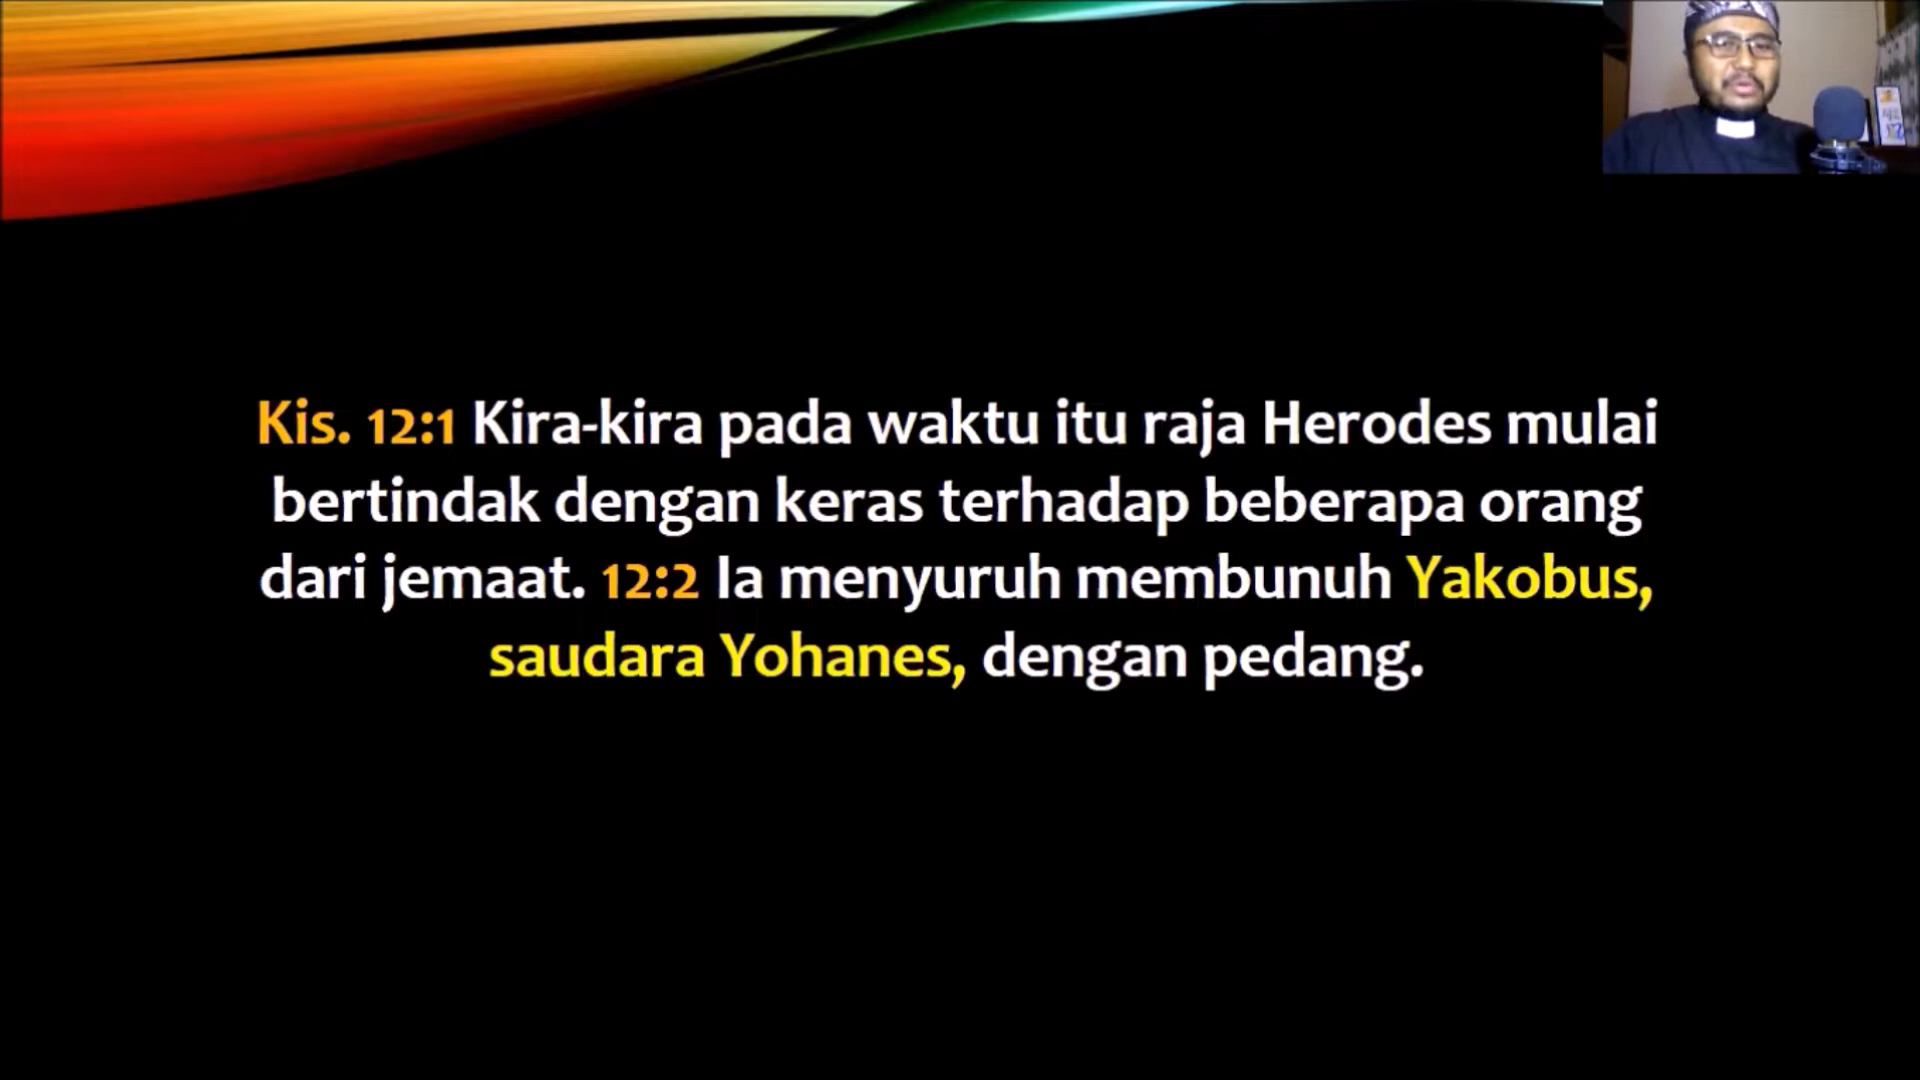 Kis. 12:1 Kira-kira pada waktu itu raja Herodes mulai
bertindak dengan keras terhadap beberapa orang
dari jemaat. 12:2 Ia menyuruh membunuh Yakobus,
saudara Yohanes, dengan pedang.